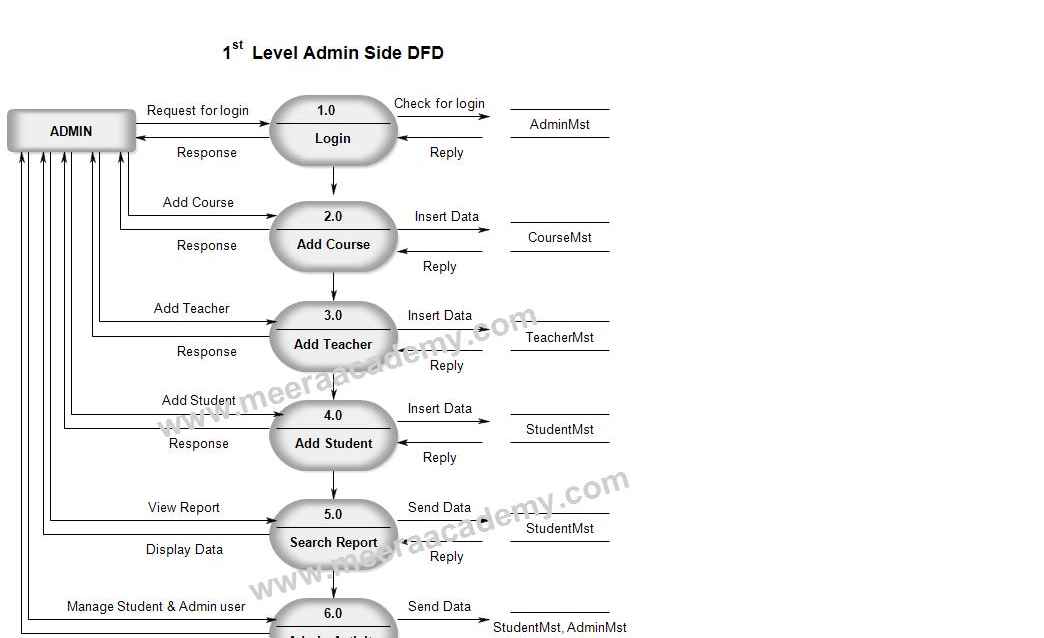 1st Level Admin Side DFD
ADMIN
Request for login
Response
1.0
Login
Check for login
Reply
AdminMst
Add Course
Response
2.0
Add Course
Insert Data
Reply
CourseMst
Add Teacher
Response
3.0
Add Teacher
Insert Data
Reply
TeacherMst
Add Student
Response
4.0
Add Student
Insert Data
Reply
StudentMst
View Report
Display Data
5.0
Search Report
Send Data
Reply
StudentMst
Manage Student & Admin user
6.0
Send Data
StudentMst, AdminMst
www.meeraacademy.com
www.meeraacademy.com